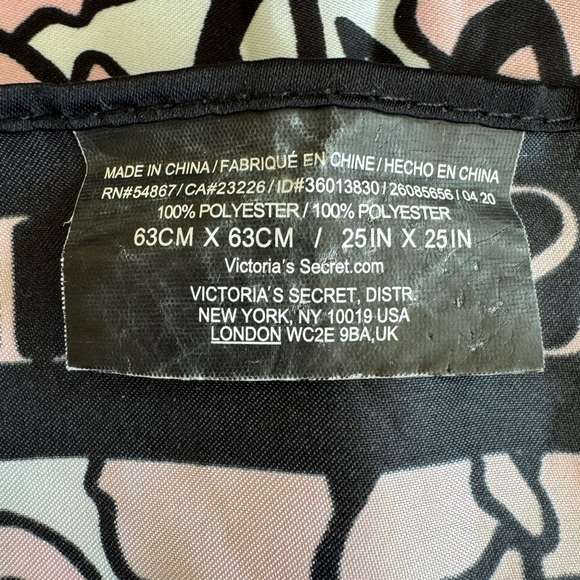 MADE IN CHINA / FABRIQUÉ EN CHINE / HECHO EN CHINA
RN#54867 / CA#23226 / ID#36013830 / 26085656 / 04 20
100% POLYESTER / 100% POLYESTER
63CM X 63CM / 25IN X 25IN
Victoria's Secret.com
VICTORIA'S SECRET, DISTR.
NEW YORK, NY 10019 USA
LONDON WC2E 9BA,UK